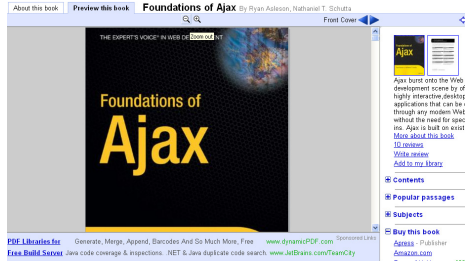 About this book
Preview this book
Foundations of Ajax By Ryan Asleson, Nathaniel T. Schutta
Front Cover
THE EXPERT'S VOICE® IN WEB DE Zoom out NT
Foundations of
Ajax
Ajax burst onto the Web
development scene by of
highly interactive,desktop
applications that can be
through any modern Web
without the need for spec
ins. Ajax is built on exist
More about this book
10 reviews
Write review
Add to my library
Contents
Popular passages
Subjects
Buy this book
Apress - Publisher
Amazon.com
Sponsored Links
PDF Libraries for Generate, Merge, Append, Barcodes And So Much More, Free www.dynamicPDF.com
Free Build Server Java code coverage & inspections .NET & Java duplicate code search. www.JetBrains.com/TeamCity